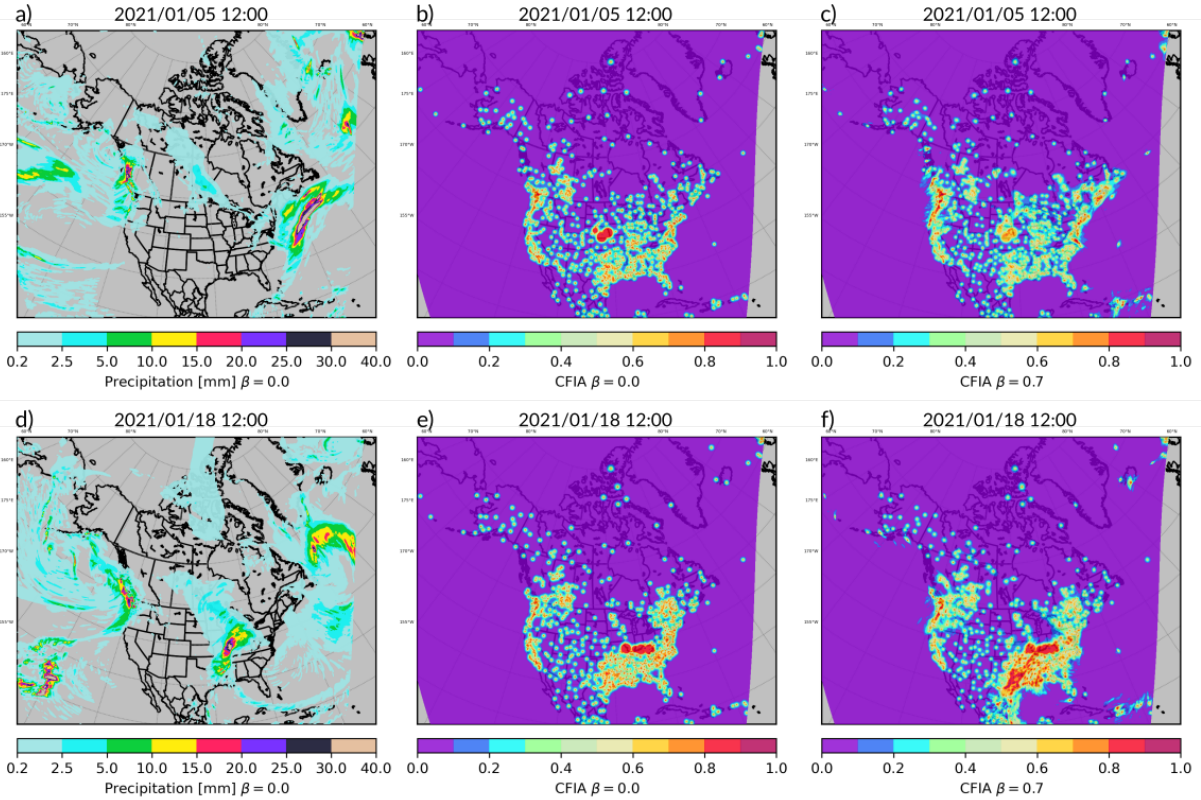 a) 2021/01/05 12:00
b) 2021/01/05 12:00
c) 2021/01/05 12:00
0.2 2.5 5.0 10.0 15.0 20.0 25.0 30.0 40.0
Precipitation [mm] β = 0.0
0.0 0.2 0.4 0.6 0.8 1.0
CFIA β = 0.0
0.0 0.2 0.4 0.6 0.8 1.0
CFIA β = 0.7
d) 2021/01/18 12:00
e) 2021/01/18 12:00
f) 2021/01/18 12:00
0.2 2.5 5.0 10.0 15.0 20.0 25.0 30.0 40.0
Precipitation [mm] β = 0.0
0.0 0.2 0.4 0.6 0.8 1.0
CFIA β = 0.0
0.0 0.2 0.4 0.6 0.8 1.0
CFIA β = 0.7